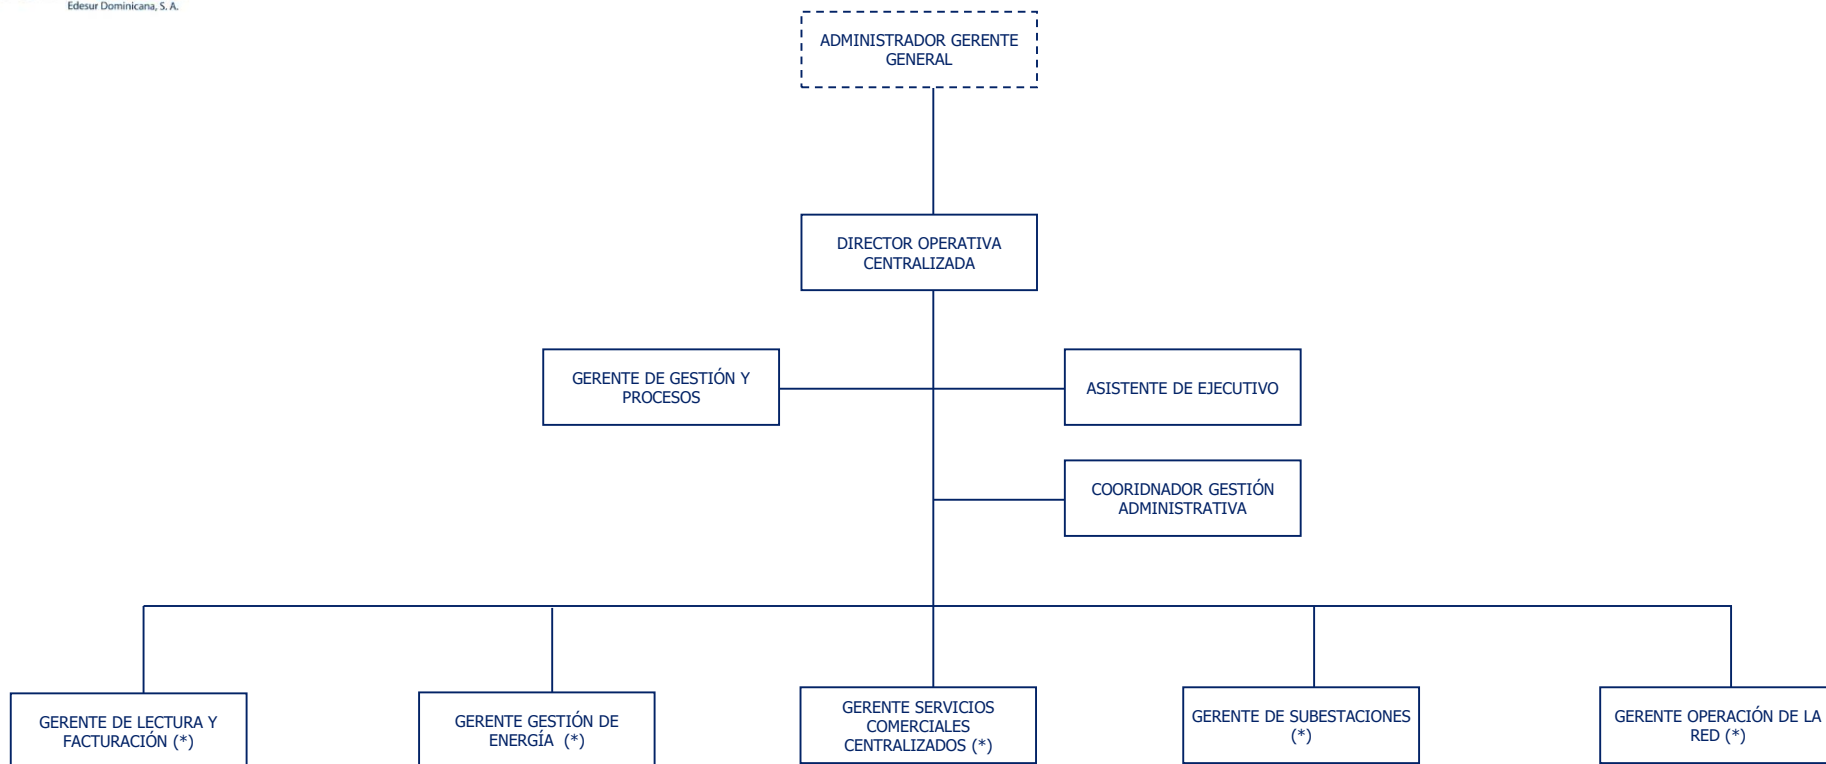 Edesur Dominicana, S. A.
ADMINISTRADOR GERENTE
GENERAL
DIRECTOR OPERATIVA
CENTRALIZADA
GERENTE DE GESTIÓN Y
PROCESOS
ASISTENTE DE EJECUTIVO
COORIDNADOR GESTIÓN
ADMINISTRATIVA
GERENTE DE LECTURA Y
FACTURACIÓN (*)
GERENTE GESTIÓN DE
ENERGÍA (*)
GERENTE SERVICIOS
COMERCIALES
CENTRALIZADOS (*)
GERENTE DE SUBESTACIONES
(*)
GERENTE OPERACIÓN DE LA
RED (*)